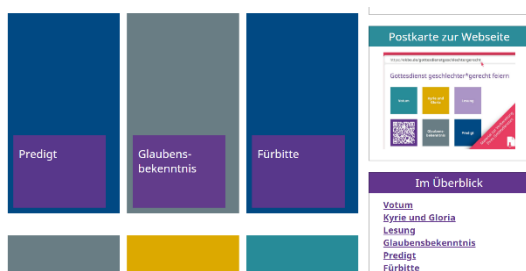 Predigt
Glaubens-
bekenntnis
Fürbitte
Postkarte zur Webseite
Gottesdienst geschlechter*gerecht feiern
Votum
Kyrie und
Gloria
Lesung
Glaubens-
bekenntnis
Predigt
Im Überblick
Votum
Kyrie und Gloria
Lesung
Glaubensbekenntnis
Predigt
Fürbitte